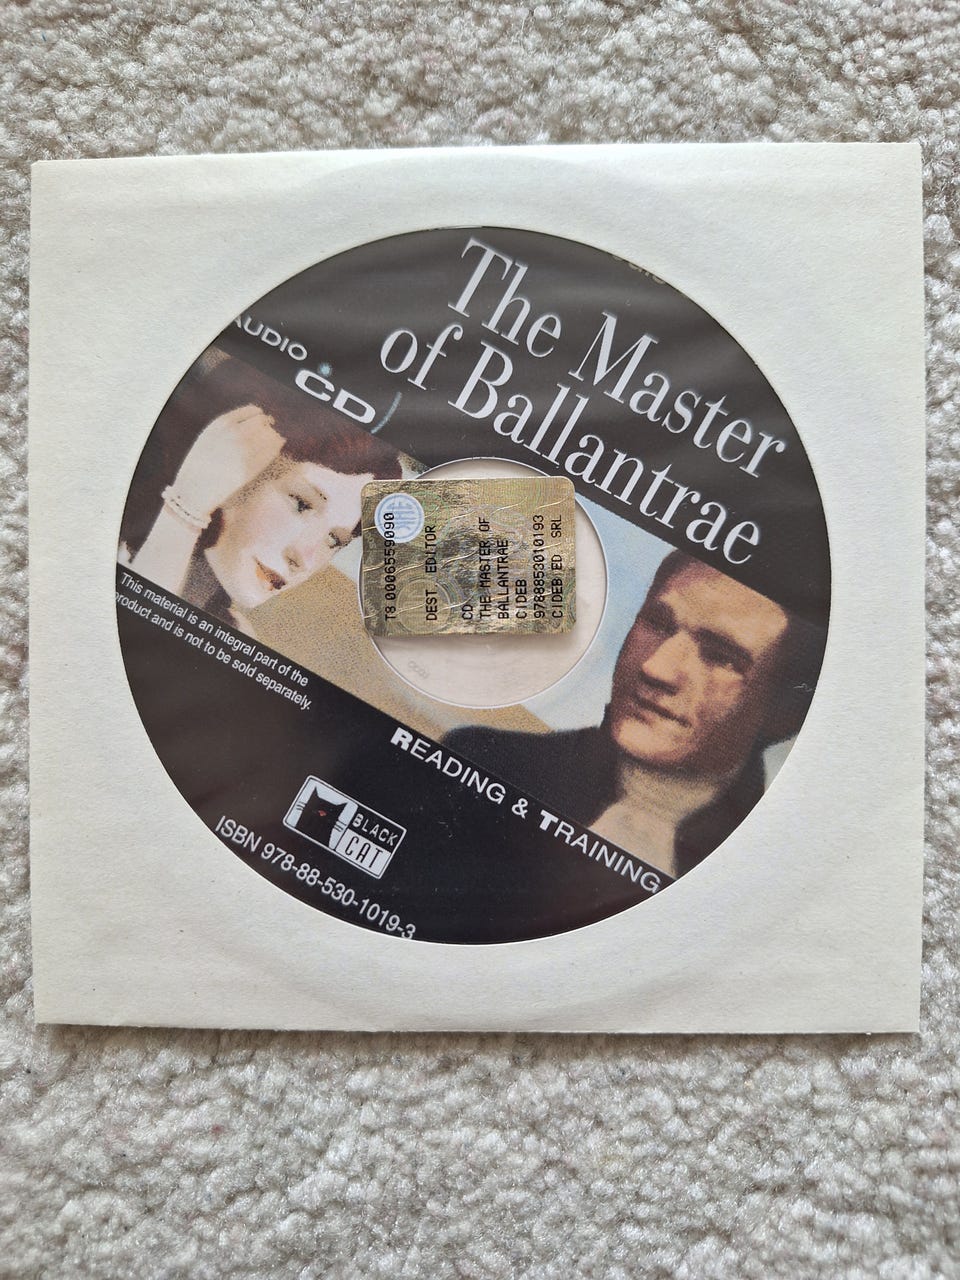 The Master
of Ballantrae
AUDIO
CD
T8 0006559090
DEST. EDITOR
CD
THE MASTER OF
BALLANTRAE
CIDEB
9788853010193
CIDEB ED SRL
This material is an integral part of the
product and is not to be sold separately.
READING & TRAINING
BLACK
CAT
ISBN 978-88-530-1019-3